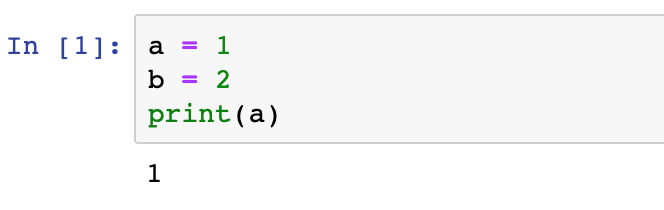 In [1]: a = 1
b = 2
print(a)
1